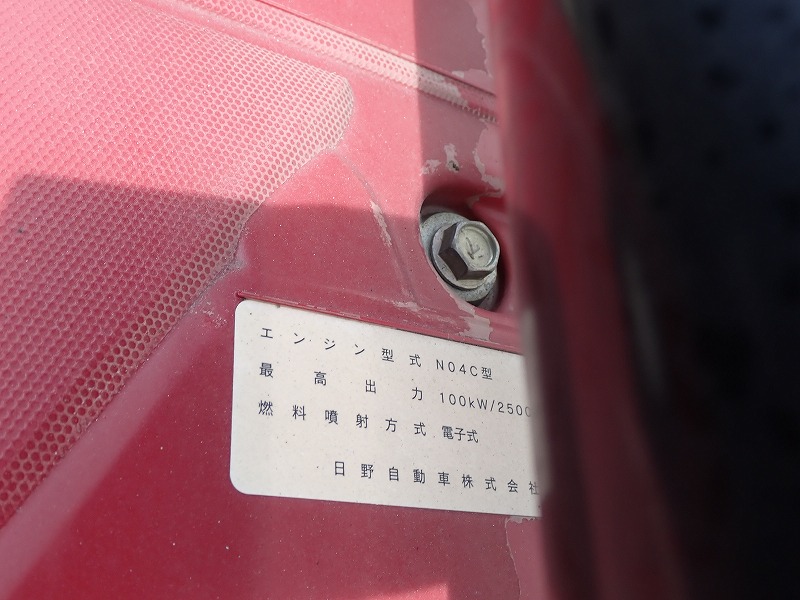 エンジン型式 N04C型
最高出力 100kW/2500
燃料噴射方式 電子式
日野自動車株式会社